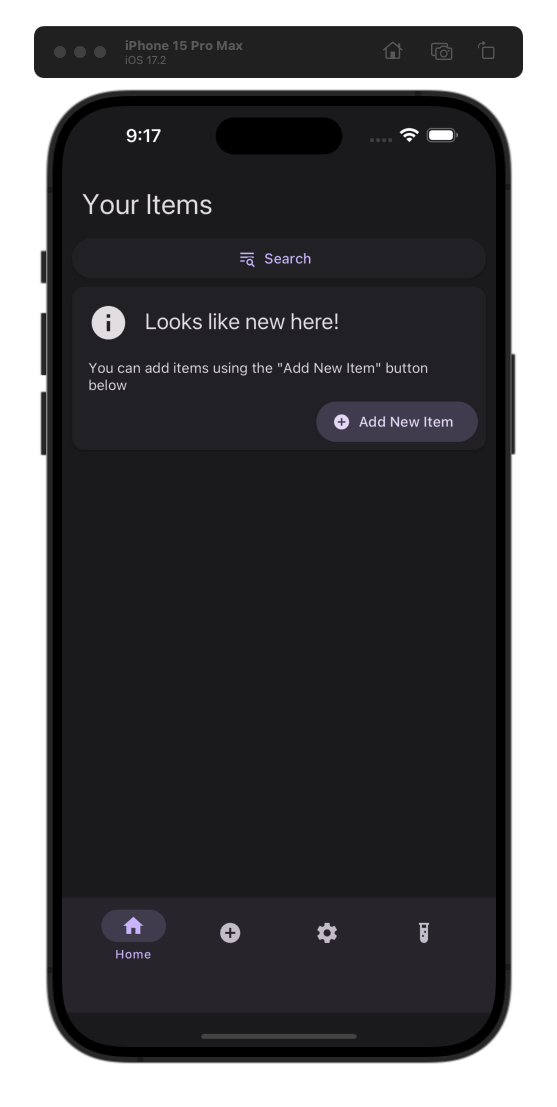 iPhone 15 Pro Max
iOS 17.2
9:17
Your Items
Search
Looks like new here!
You can add items using the "Add New Item" button
below
Add New Item
Home